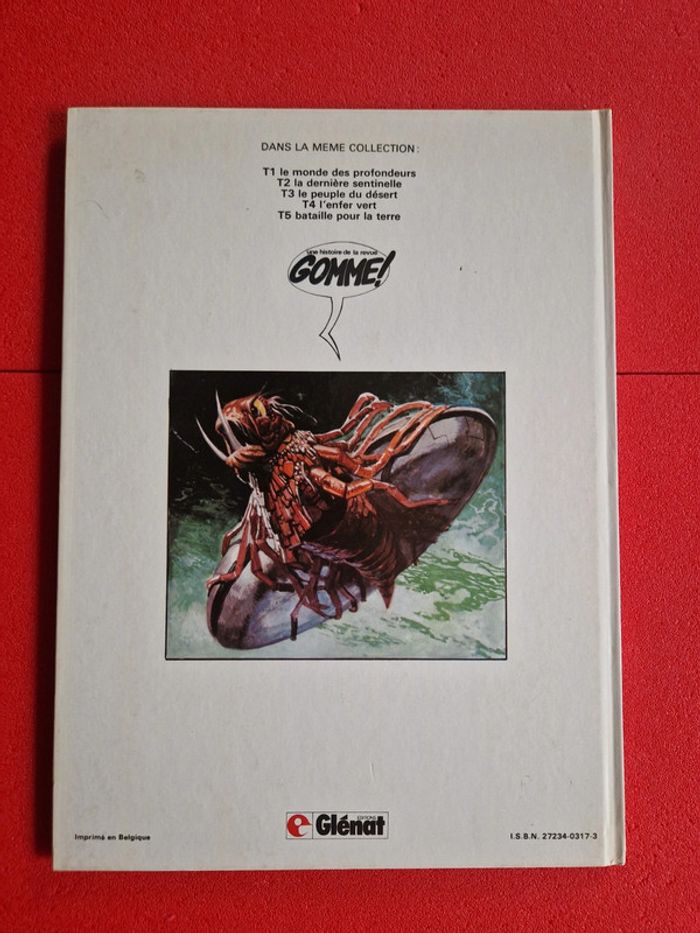 DANS LA MEME COLLECTION :
T1 le monde des profondeurs
T2 la dernière sentinelle
T3 le peuple du désert
T4 l'enfer vert
T5 bataille pour la terre
une histoire de la revue
GOMME!
EDITIONS
Glénat
Imprimé en Belgique
I.S.B.N. 27234-0317-3